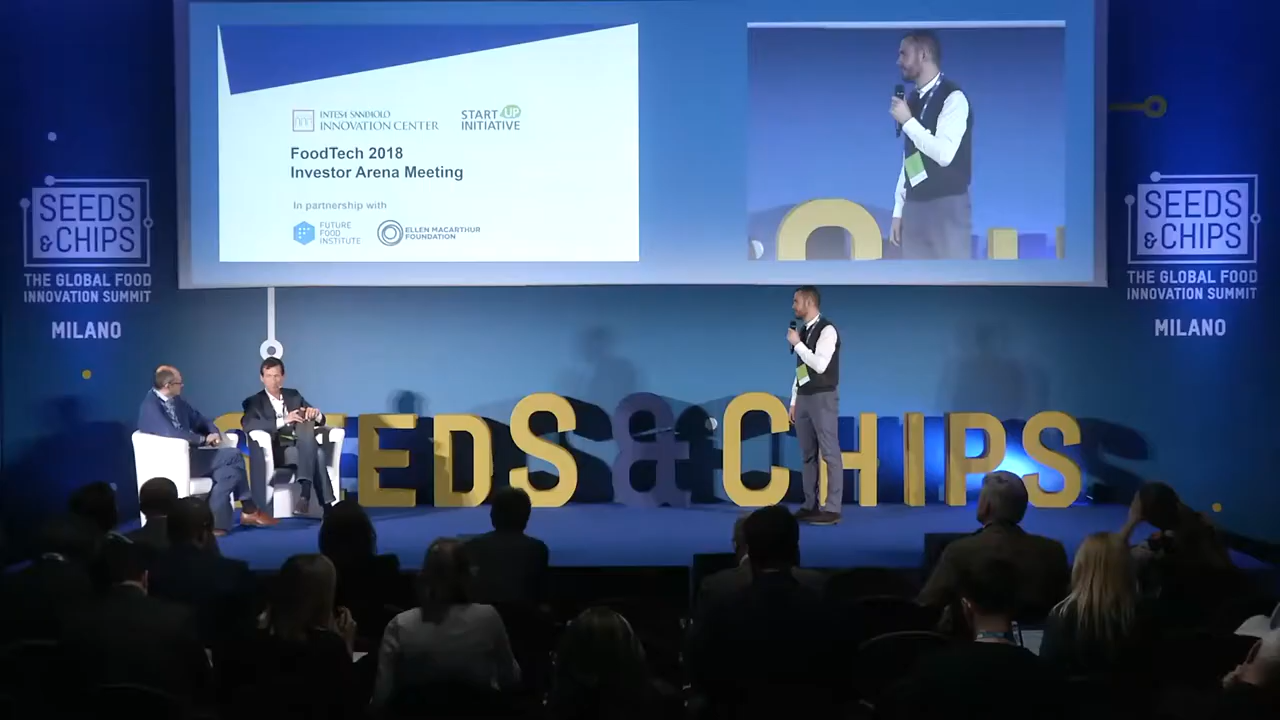 INTESA SANPAOLO
INNOVATION CENTER
START UP
INITIATIVE
FoodTech 2018
Investor Arena Meeting
In partnership with
FUTURE
FOOD
INSTITUTE
ELLEN MACARTHUR
FOUNDATION
SEEDS
&CHIPS
THE GLOBAL FOOD
INNOVATION SUMMIT
MILANO
SEEDS
&CHIPS
THE GLOBAL FOOD
INNOVATION SUMMIT
MILANO
SEEDS&CHIPS